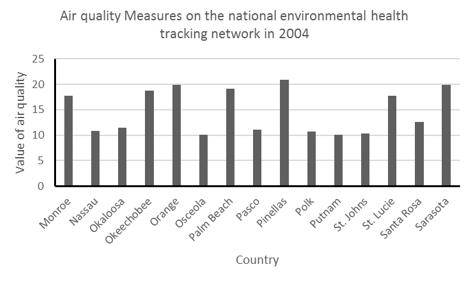 Air quality Measures on the national environmental health
tracking network in 2004
Value of air quality
25
20
15
10
5
0
Monroe
Nassau
Okaloosa
Okeechobee
Orange
Osceola
Palm Beach
Pasco
Pinellas
Polk
Putnam
St. Johns
St. Lucie
Santa Rosa
Sarasota
Country